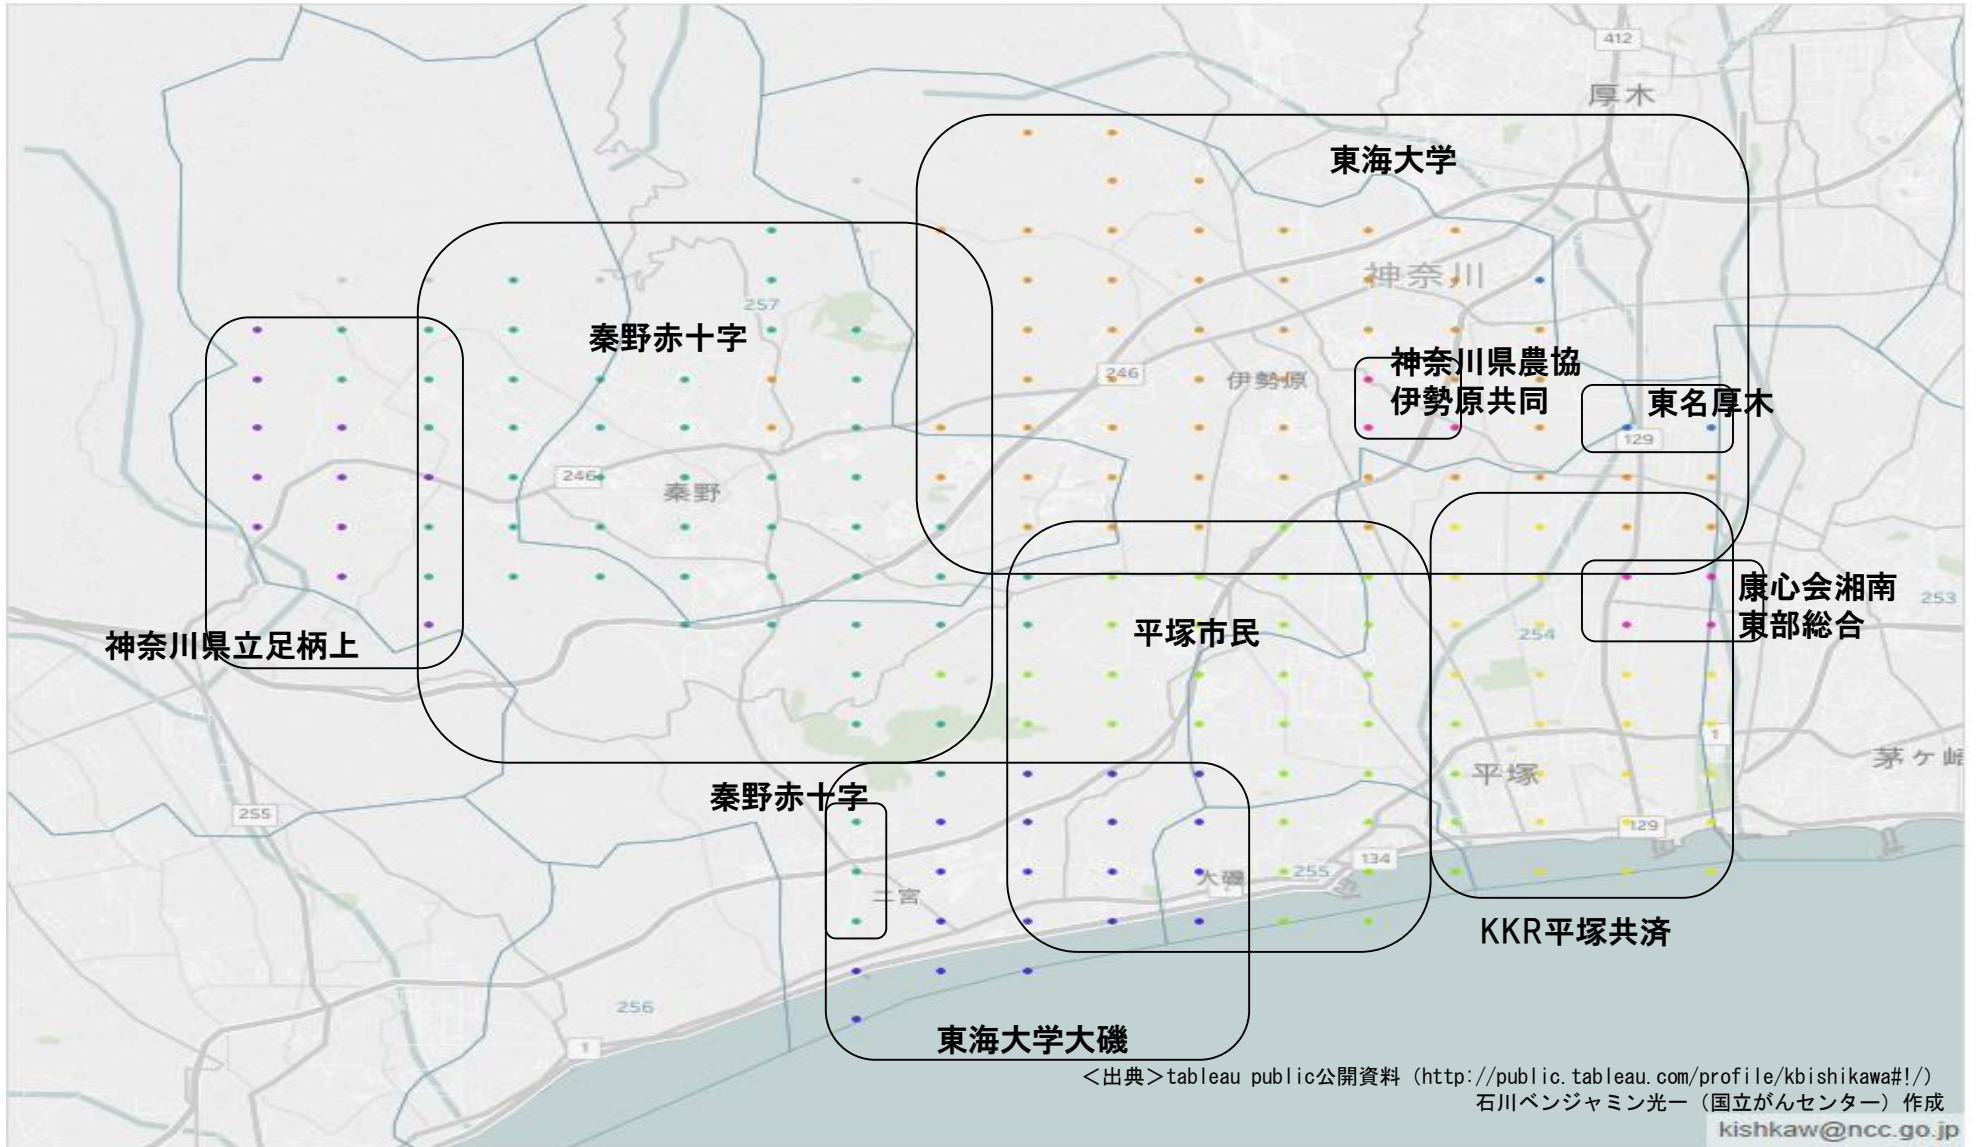 412
厚木
東海大学
神奈川
257
秦野赤十字
神奈川県農協
伊勢原共同
246
伊勢原
東名厚木
129
246
秦野
康心会湘南
東部総合
253
254
平塚市民
神奈川県立足柄上
1
茅ヶ崎
平塚
秦野赤十字
255
129
134
255
大磯
二宮
KKR平塚共済
256
東海大学大磯
1
<出典>tableau public公開資料(http://public.tableau.com/profile/kbishikawa#!/)
石川ベンジャミン光一(国立がんセンター)作成
kishkaw@ncc.go.jp